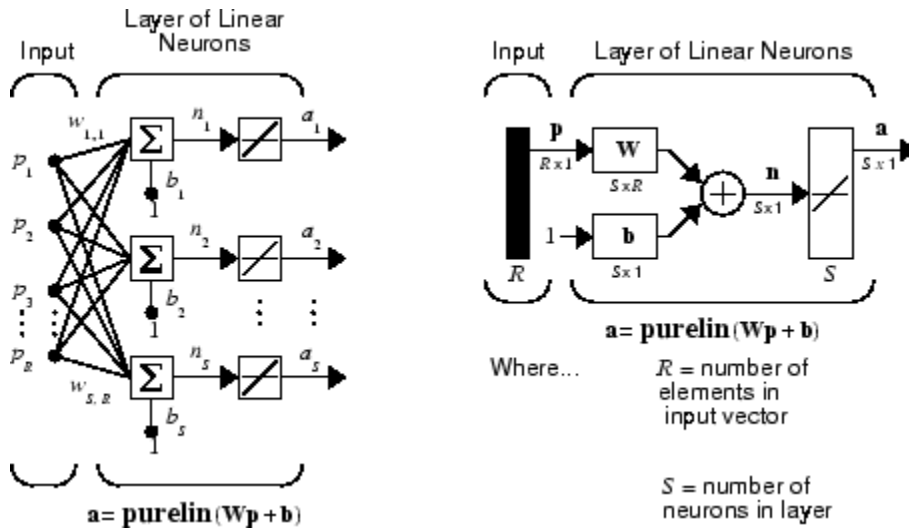 Layer of Linear
Neurons
Input
w1,1
n1
a1
Σ
p1
b1
1
p2
n2
a2
Σ
p3
b2
1
pR
nS
aS
Σ
wS,R
bS
1
a= purelin (Wp + b)
Input
Layer of Linear Neurons
p
a
W
R x 1
S x 1
S x R
n
+
S x 1
1
b
R
S x 1
S
a= purelin (Wp + b)
Where...
R = number of
elements in
input vector
S = number of
neurons in layer